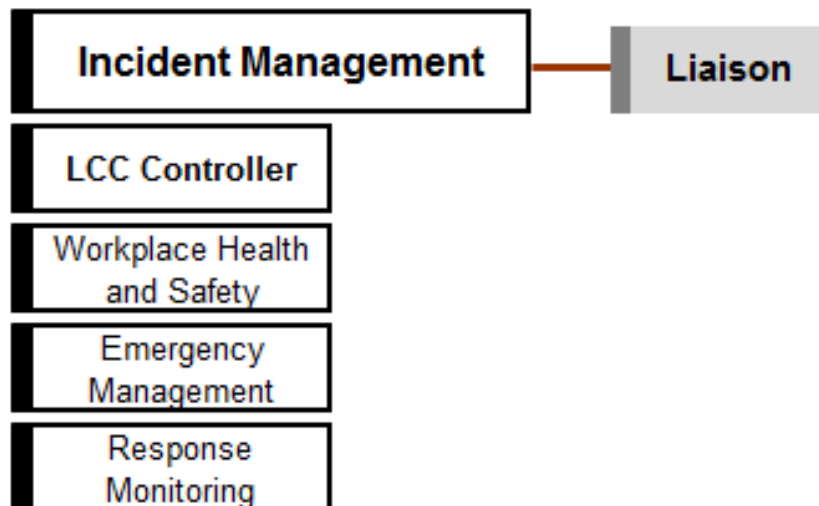 Incident Management
Liaison
LCC Controller
Workplace Health
and Safety
Emergency
Management
Response
Monitoring